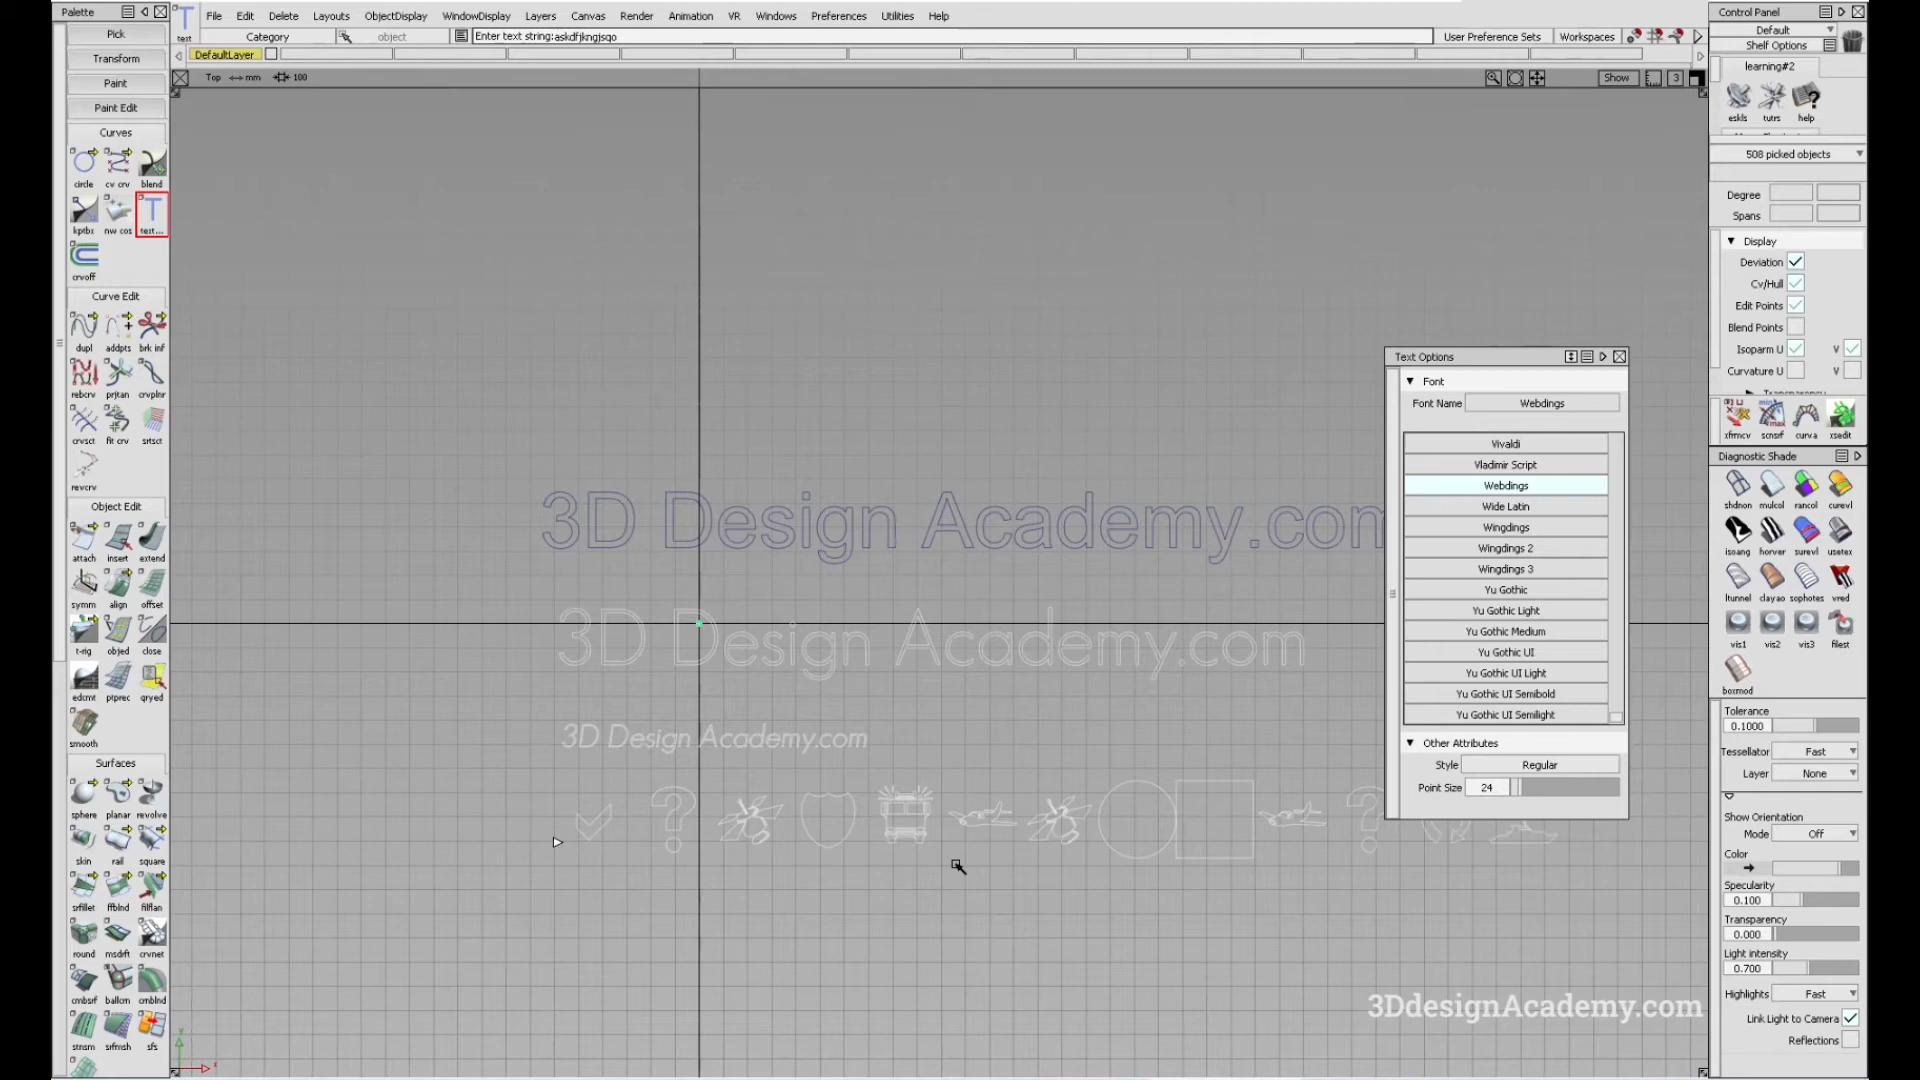 Palette
Pick
Transform
Paint
Paint Edit
Curves
circle cv crv blend
kptbx nw cos text...
crvoff
Curve Edit
dupl addpts brk inf
rebcrv prjtan crvplnr
crvsct fit crv srtsct
revcrv
Object Edit
attach insert extend
symm align offset
t-rig objed close
edcmt ptprec qryed
smooth
Surfaces
sphere planar revolve
skin rail square
srfillet ffblnd filflan
round msdrft crvnet
cmbsrf ballcrn cmblnd
stnsm srfmsh sfs
text
File Edit Delete Layouts ObjectDisplay WindowDisplay Layers Canvas Render Animation VR Windows Preferences Utilities Help
Category object Enter text string:askdfjkngjsqo User Preference Sets Workspaces
DefaultLayer
Top mm 100 Show 3
3D Design Academy.com
3D Design Academy.com
3D Design Academy.com
Text Options
Font
Font Name Webdings
Vivaldi
Vladimir Script
Webdings
Wide Latin
Wingdings
Wingdings 2
Wingdings 3
Yu Gothic
Yu Gothic Light
Yu Gothic Medium
Yu Gothic UI
Yu Gothic UI Light
Yu Gothic UI Semibold
Yu Gothic UI Semilight
Other Attributes
Style Regular
Point Size 24
3DdesignAcademy.com
Control Panel
Default
Shelf Options
learning#2
eskls tutrs help
508 picked objects
Degree
Spans
Display
Deviation
Cv/Hull
Edit Points
Blend Points
Isoparm U V
Curvature U V
xfrmcv scnsrf curva xsedit
Diagnostic Shade
shdnon mulcol rancol curevl
isoang horver surevl usetex
ltunnel clayao sophotes vred
vis1 vis2 vis3 filest
boxmod
Tolerance
0.1000
Tessellator Fast
Layer None
Show Orientation
Mode Off
Color
Specularity
0.100
Transparency
0.000
Light intensity
0.700
Highlights Fast
Link Light to Camera
Reflections